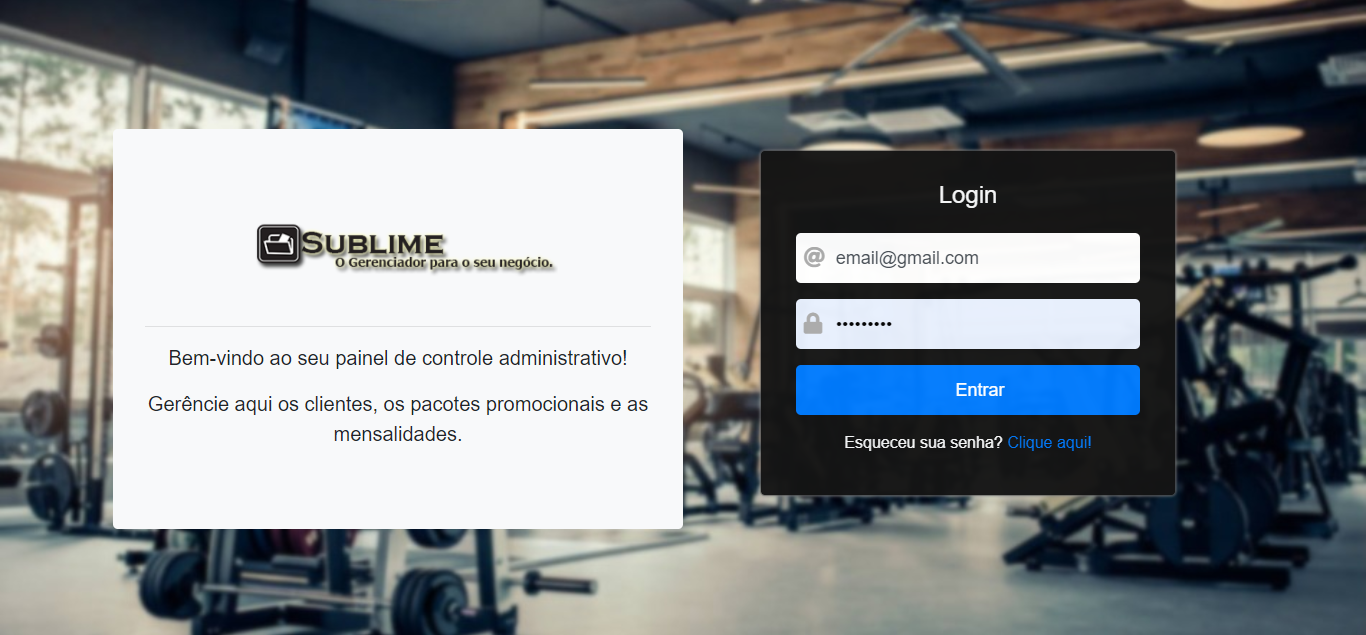 SUBLIME
O Gerenciador para o seu negócio.
Bem-vindo ao seu painel de controle administrativo!
Gerêncie aqui os clientes, os pacotes promocionais e as
mensalidades.
Login
@ email@gmail.com
•••••••••
Entrar
Esqueceu sua senha? Clique aqui!